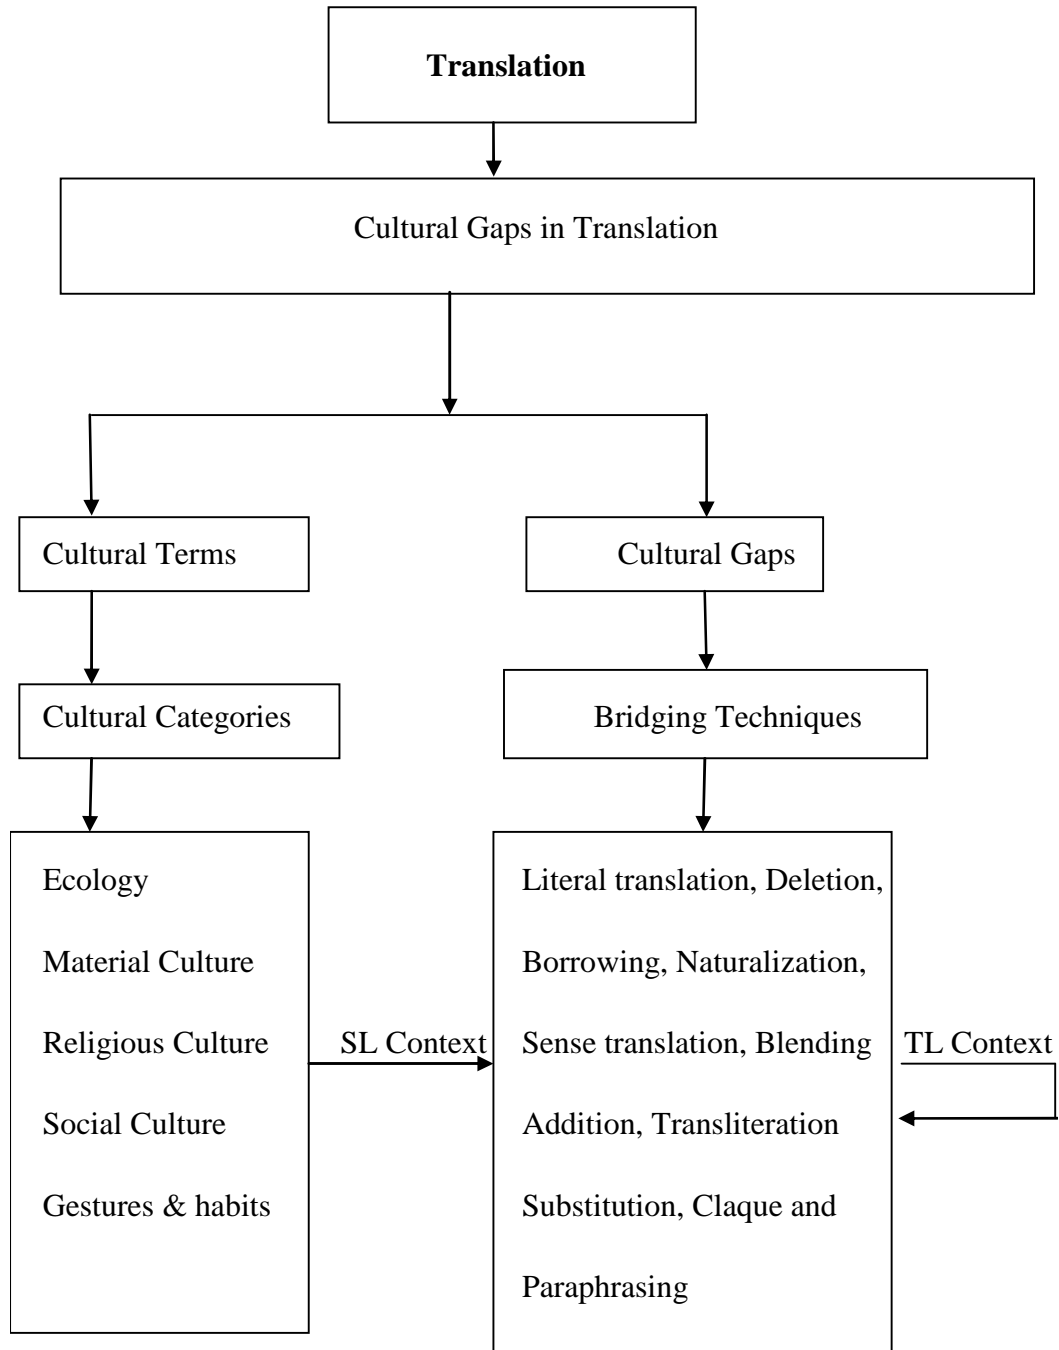 Translation
Cultural Gaps in Translation
Cultural Terms
Cultural Gaps
Cultural Categories
Bridging Techniques
Ecology
Material Culture
Religious Culture
Social Culture
Gestures & habits
SL Context
Literal translation, Deletion,
Borrowing, Naturalization,
Sense translation, Blending
Addition, Transliteration
Substitution, Claque and
Paraphrasing
TL Context